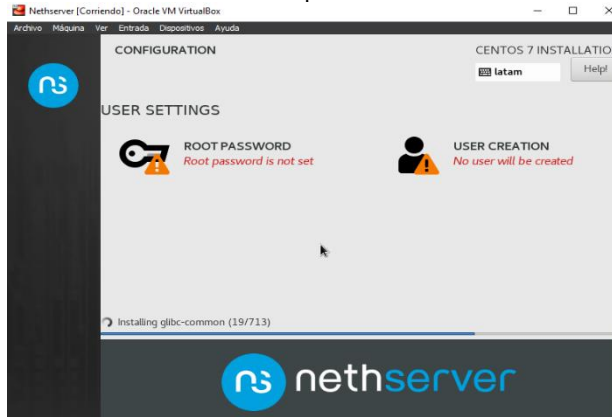 Nethserver [Corriendo] - Oracle VM VirtualBox
Archivo Máquina Ver Entrada Dispositivos Ayuda
CONFIGURATION
CENTOS 7 INSTALLATIO
latam
Help!
ns
USER SETTINGS
ROOT PASSWORD
Root password is not set
USER CREATION
No user will be created
Installing glibc-common (19/713)
ns nethserver